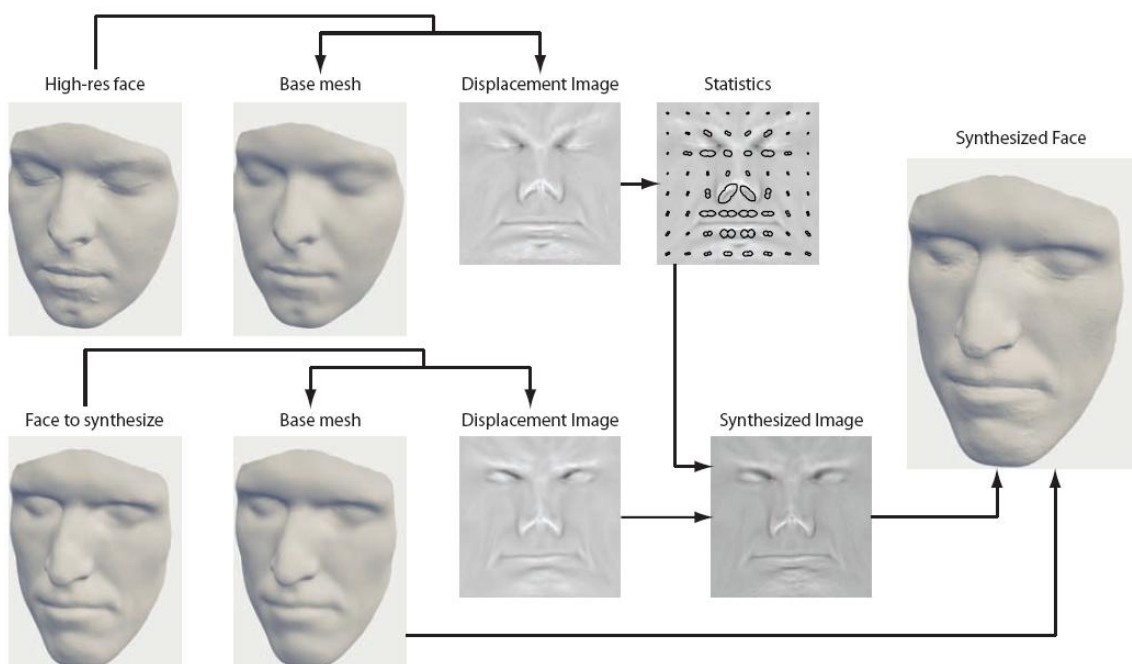 High-res face
Base mesh
Displacement Image
Statistics
Synthesized Face
Face to synthesize
Base mesh
Displacement Image
Synthesized Image